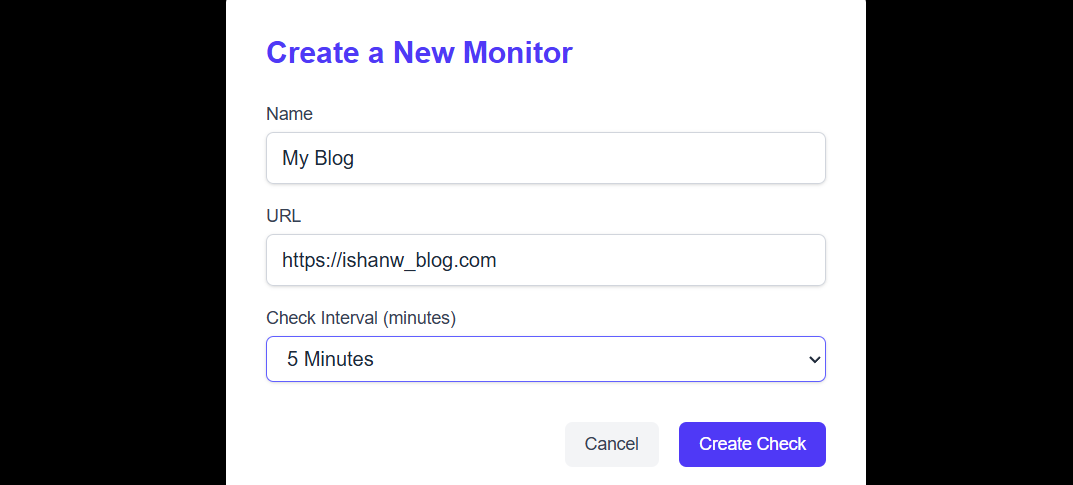 Create a New Monitor
Name
My Blog
URL
https://ishanw_blog.com
Check Interval (minutes)
5 Minutes
Cancel
Create Check